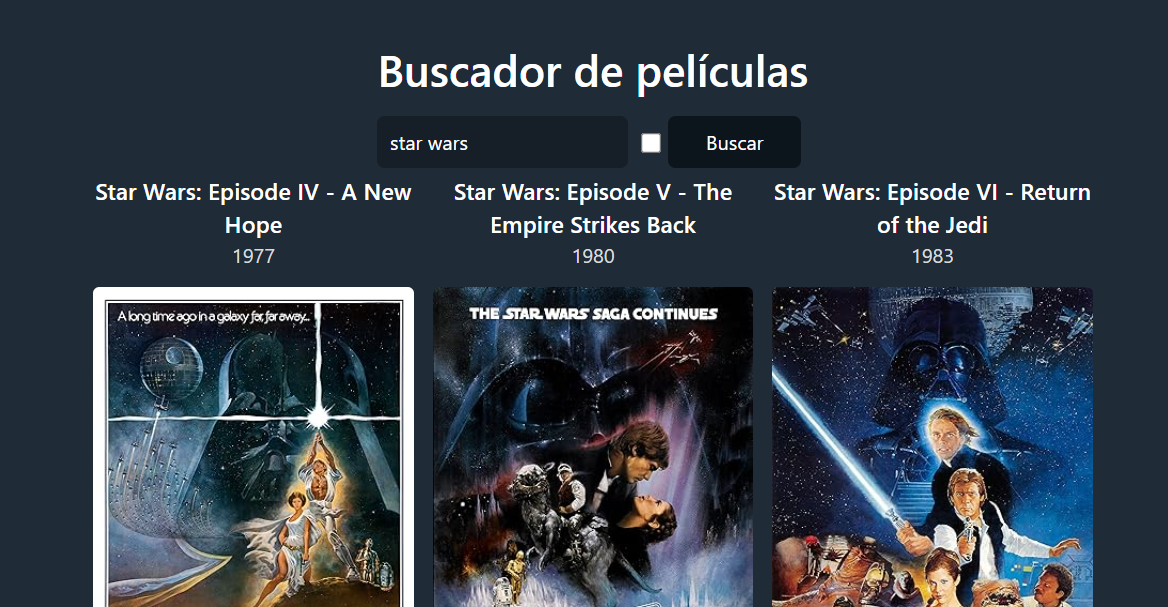 Buscador de películas
star wars
Buscar
Star Wars: Episode IV - A New
Hope
1977
Star Wars: Episode V - The
Empire Strikes Back
1980
Star Wars: Episode VI - Return
of the Jedi
1983
A long time ago in a galaxy far, far away...
THE STAR WARS SAGA CONTINUES